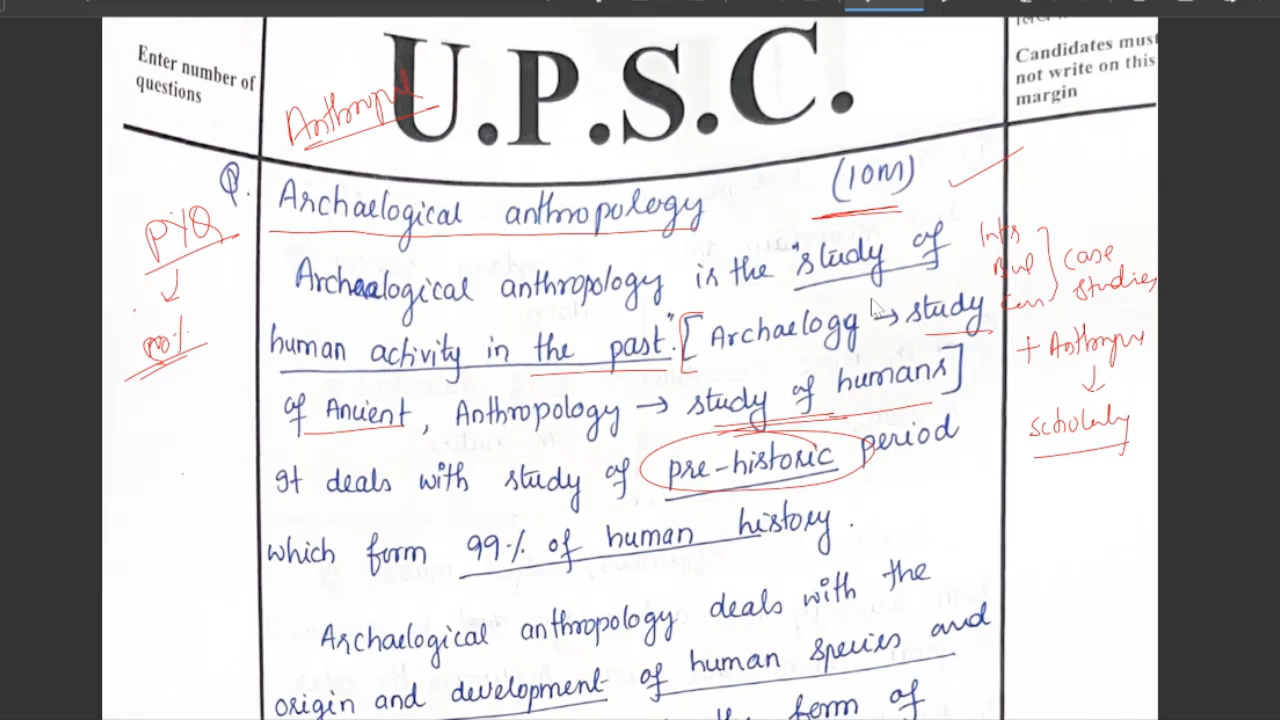 Enter number of
questions
U.P.S.C.
Candidates must
not write on this
margin
Anthropol
Q. Archaelogical anthropology (10m)
PYQ
Archaelogical anthropology is the "study of
human activity in the past". [Archaelogy → study
of Ancient, Anthropology → study of humans]
It deals with study of pre-historic period
which form 99% of human history.
Archaelogical anthropology deals with the
origin and development of human species and
form of
Case
studies
+ Anthropo
scholarly